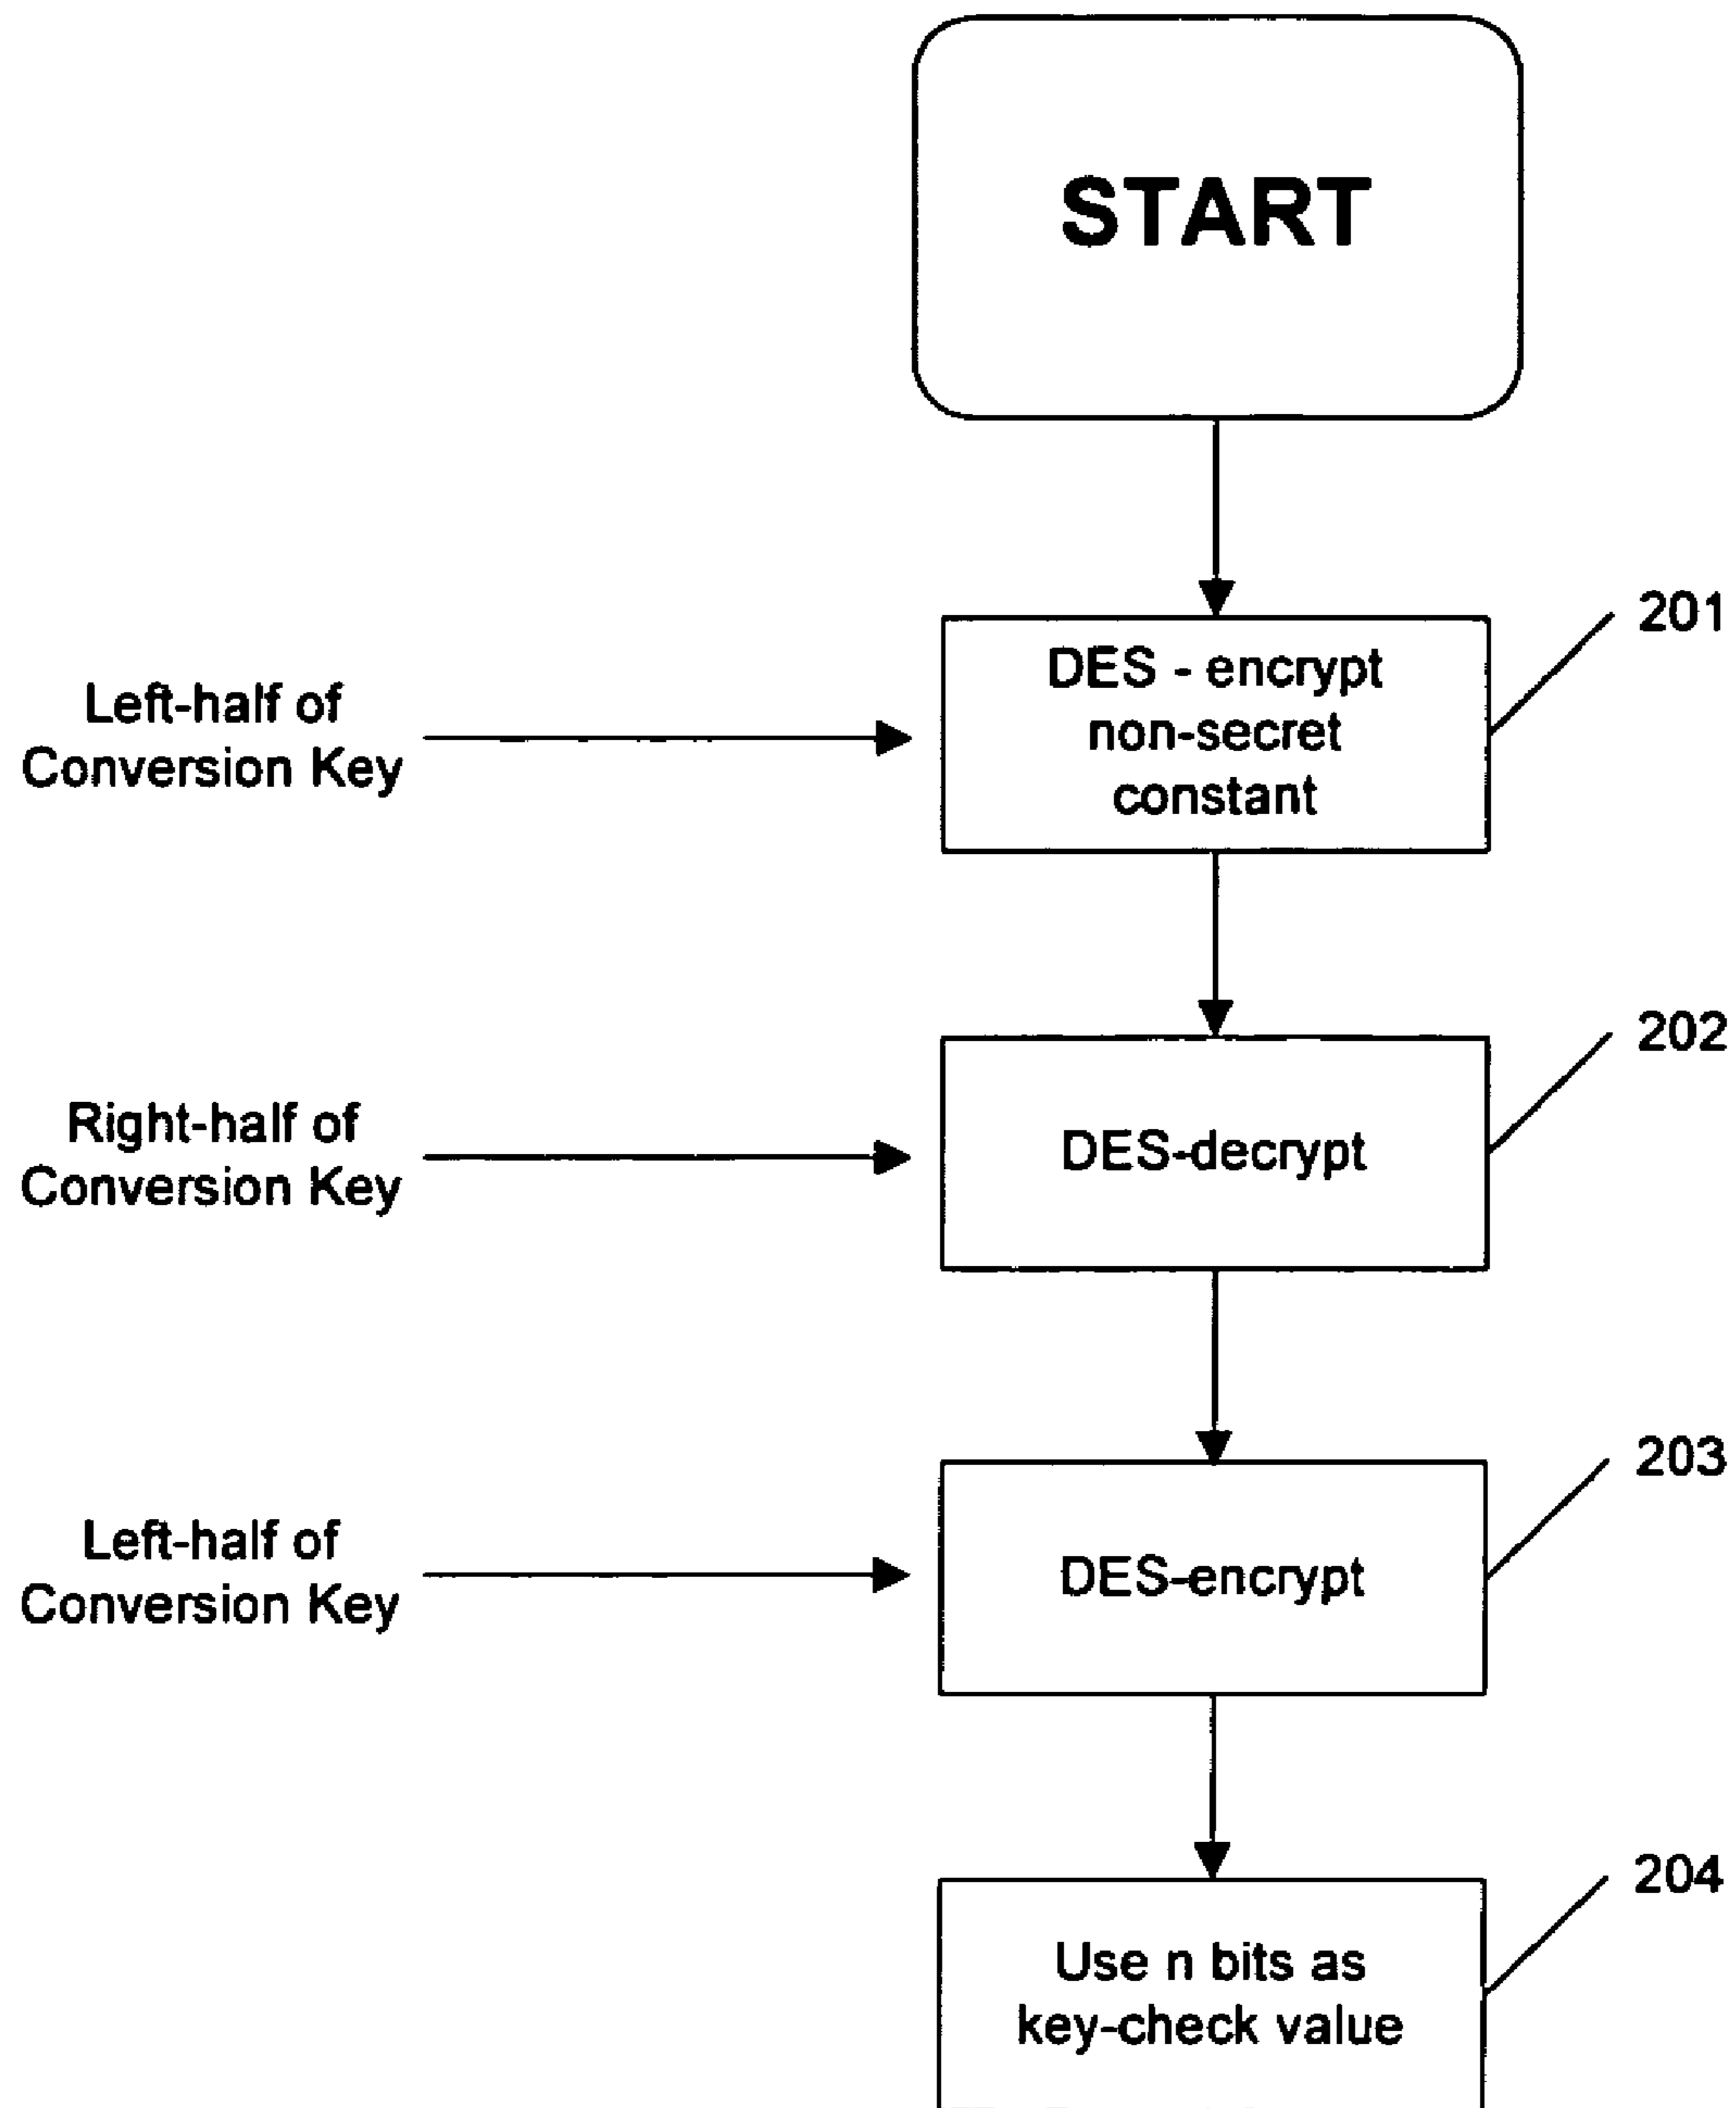 START
201
DES - encrypt
non-secret
constant
Left-half of
Conversion Key
202
DES-decrypt
Right-half of
Conversion Key
203
DES-encrypt
Left-half of
Conversion Key
204
Use n bits as
key-check value